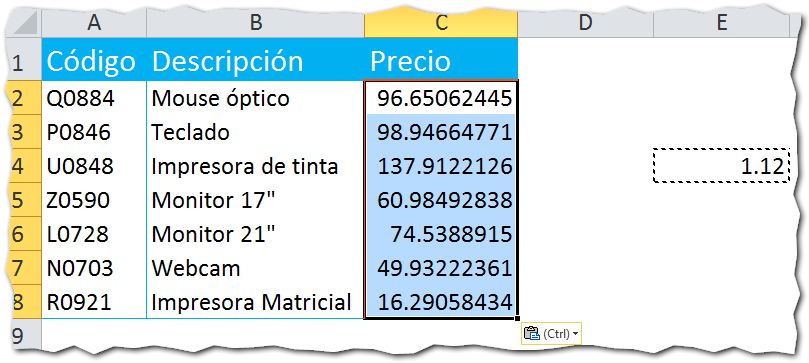 A B C D E
1 Código Descripción Precio
2 Q0884 Mouse óptico 96.65062445
3 P0846 Teclado 98.94664771
4 U0848 Impresora de tinta 137.9122126 1.12
5 Z0590 Monitor 17" 60.98492838
6 L0728 Monitor 21" 74.5388915
7 N0703 Webcam 49.93222361
8 R0921 Impresora Matricial 16.29058434
9 (Ctrl)